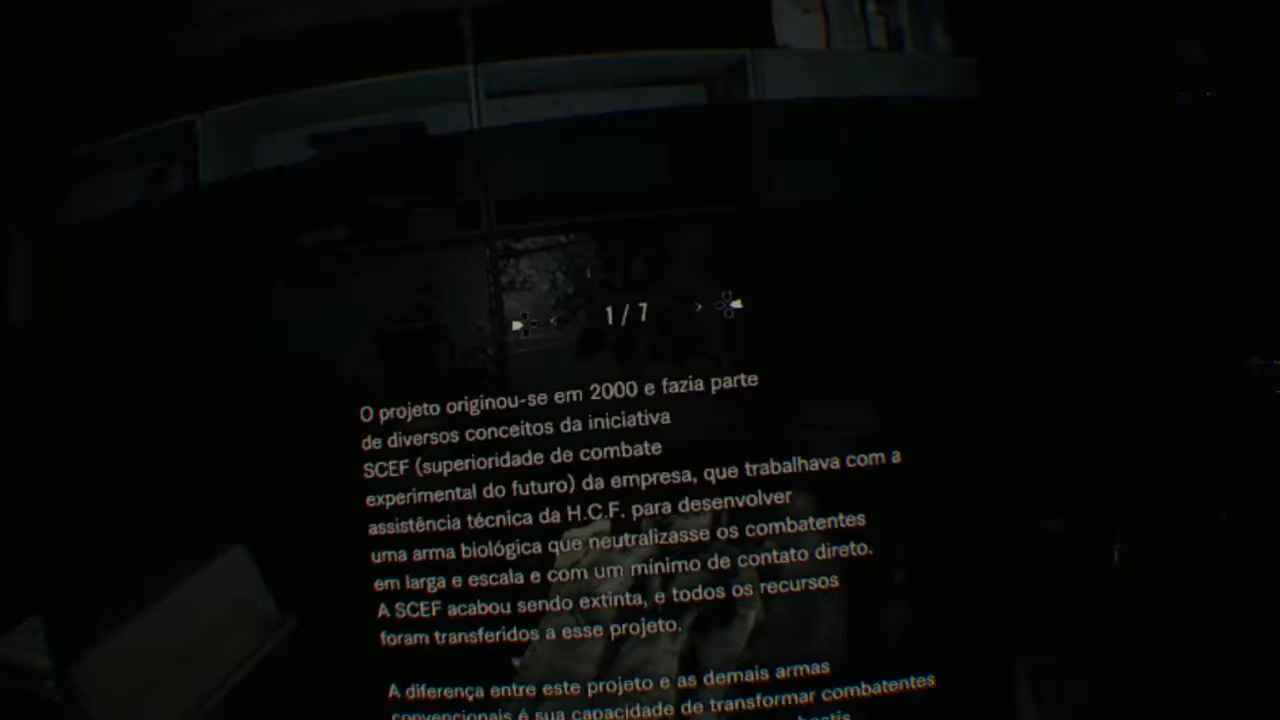 1 / 7
O projeto originou-se em 2000 e fazia parte
de diversos conceitos da iniciativa
SCEF (superioridade de combate
experimental do futuro) da empresa, que trabalhava com a
assistência técnica da H.C.F. para desenvolver
uma arma biológica que neutralizasse os combatentes
em larga e escala e com um mínimo de contato direto.
A SCEF acabou sendo extinta, e todos os recursos
foram transferidos a esse projeto.
A diferença entre este projeto e as demais armas
convencionais é sua capacidade de transformar combatentes
hostis